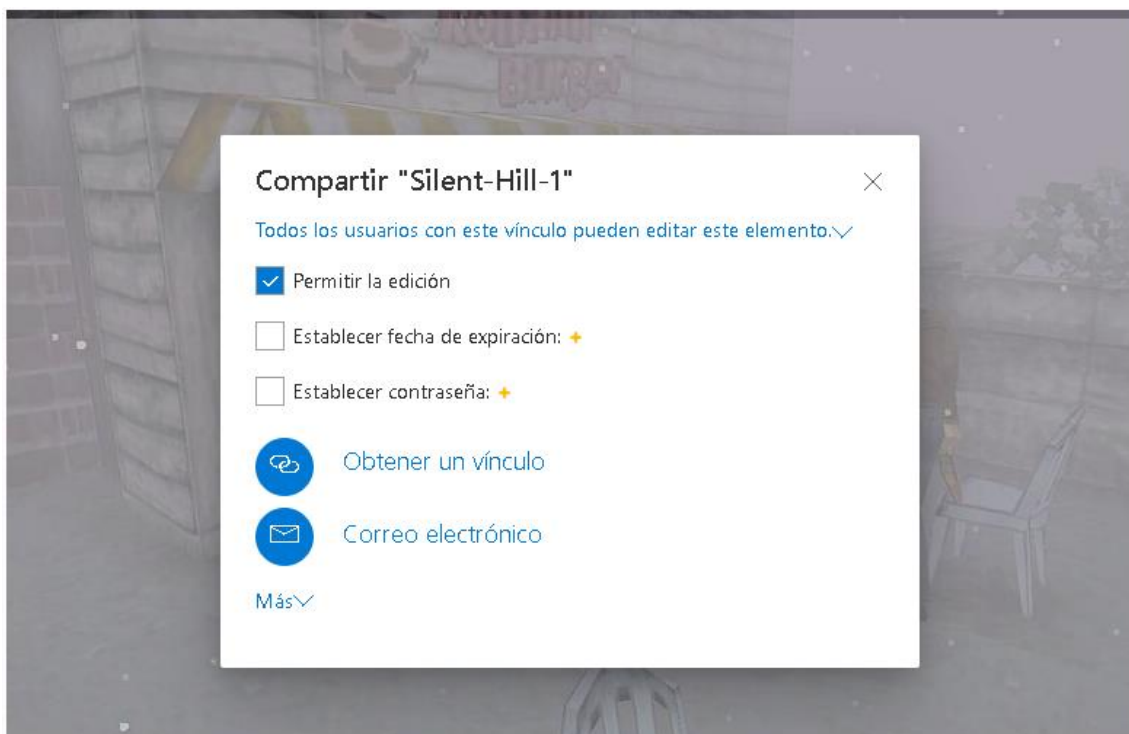 Burger
Compartir "Silent-Hill-1"
Todos los usuarios con este vínculo pueden editar este elemento.
Permitir la edición
Establecer fecha de expiración:
Establecer contraseña:
Obtener un vínculo
Correo electrónico
Más